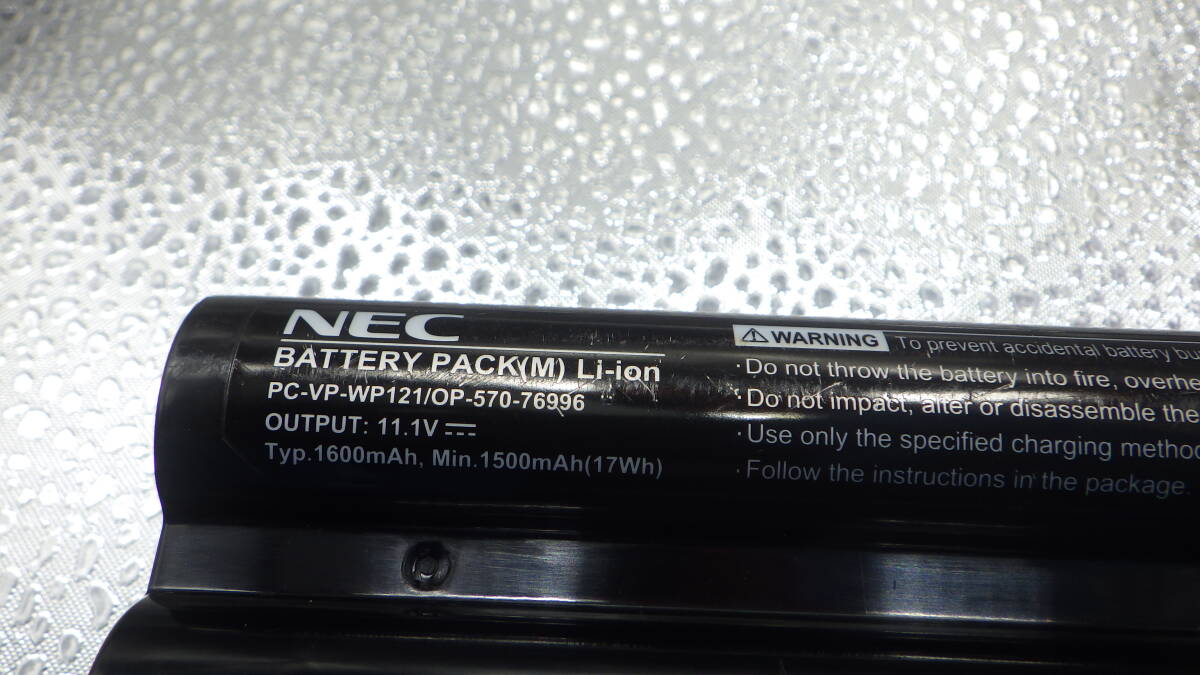 NEC
BATTERY PACK(M) Li-ion
PC-VP-WP121/OP-570-76996
OUTPUT: 11.1V ⎓
Typ.1600mAh, Min.1500mAh(17Wh)
⚠WARNING To prevent accidental battery
·Do not throw the battery into fire,
·Do not impact, alter or disassemble the
·Use only the specified charging
·Follow the instructions in the package.